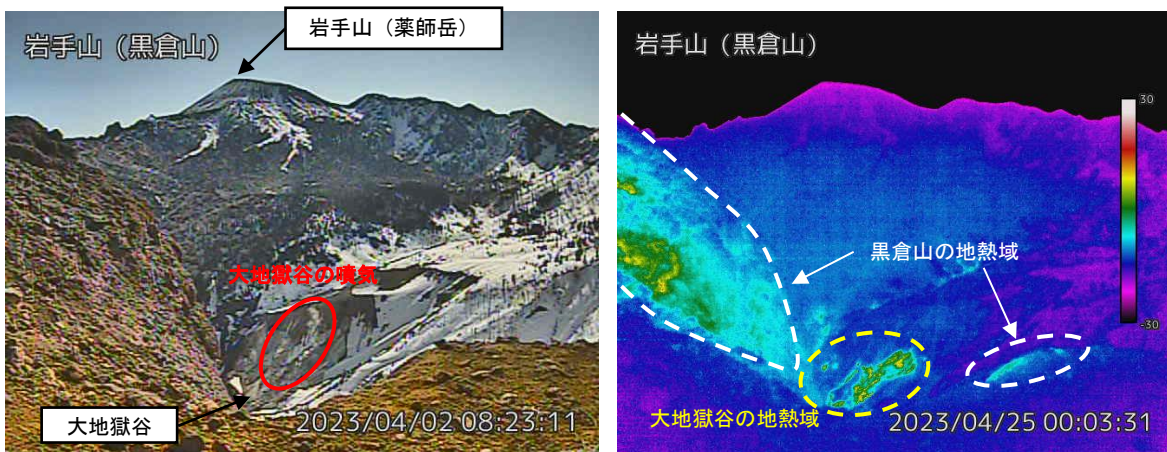 岩手山（黒倉山）
岩手山（薬師岳）
大地獄谷の噴気
大地獄谷
2023/04/02 08:23:11
岩手山（黒倉山）
30
-30
黒倉山の地熱域
大地獄谷の地熱域
2023/04/25 00:03:31